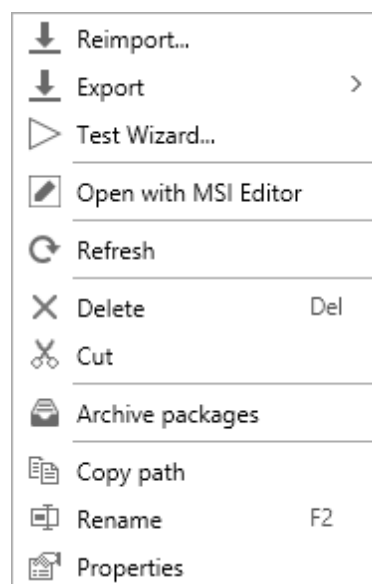 Reimport...
Export
Test Wizard...
Open with MSI Editor
Refresh
Delete Del
Cut
Archive packages
Copy path
Rename F2
Properties